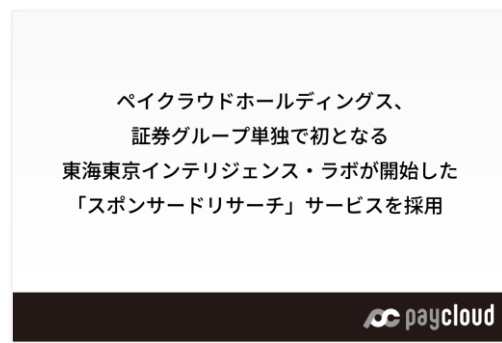 ペイクラウドホールディングス、
証券グループ単独で初となる
東海東京インテリジェンス・ラボが開始した
「スポンサードリサーチ」サービスを採用
paycloud